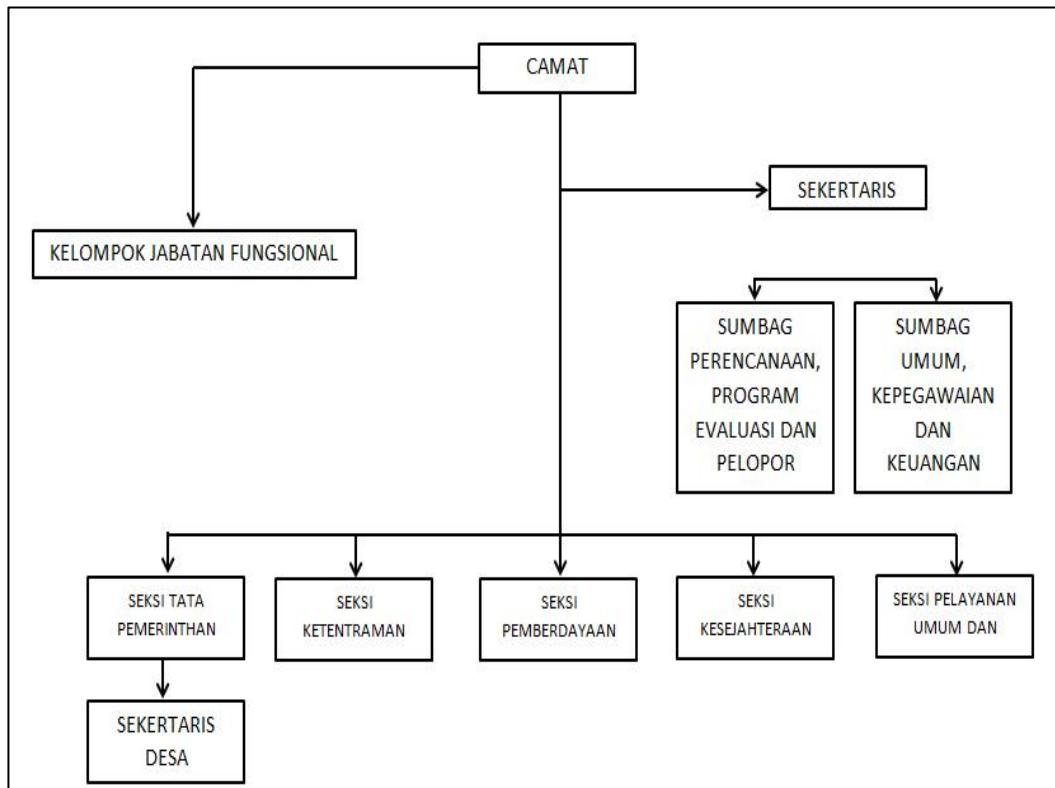 CAMAT
SEKERTARIS
KELOMPOK JABATAN FUNGSIONAL
SUMBAG
PERENCANAAN,
PROGRAM
EVALUASI DAN
PELOPOR
SUMBAG
UMUM,
KEPEGAWAIAN
DAN
KEUANGAN
SEKSI TATA
PEMERINTHAN
SEKSI
KETENTRAMAN
SEKSI
PEMBERDAYAAN
SEKSI
KESEJAHTERAAN
SEKSI PELAYANAN
UMUM DAN
SEKERTARIS
DESA